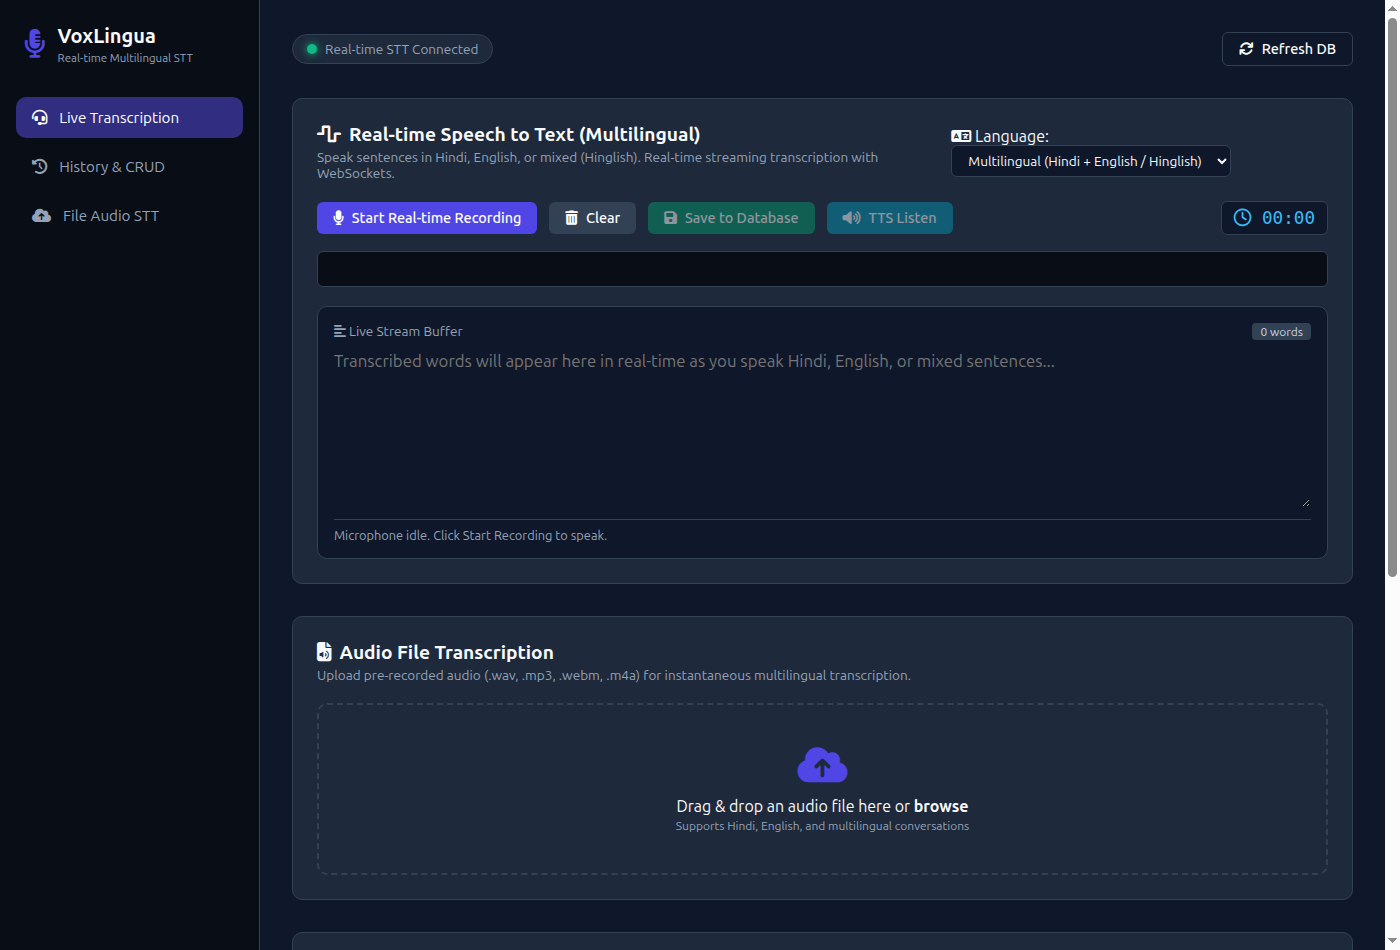 VoxLingua
Real-time Multilingual STT
Live Transcription
History & CRUD
File Audio STT
Real-time STT Connected
Refresh DB
Real-time Speech to Text (Multilingual)
Speak sentences in Hindi, English, or mixed (Hinglish). Real-time streaming transcription with
WebSockets.
Language:
Multilingual (Hindi + English / Hinglish)
Start Real-time Recording
Clear
Save to Database
TTS Listen
00:00
Live Stream Buffer
0 words
Transcribed words will appear here in real-time as you speak Hindi, English, or mixed sentences...
Microphone idle. Click Start Recording to speak.
Audio File Transcription
Upload pre-recorded audio (.wav, .mp3, .webm, .m4a) for instantaneous multilingual transcription.
Drag & drop an audio file here or browse
Supports Hindi, English, and multilingual conversations